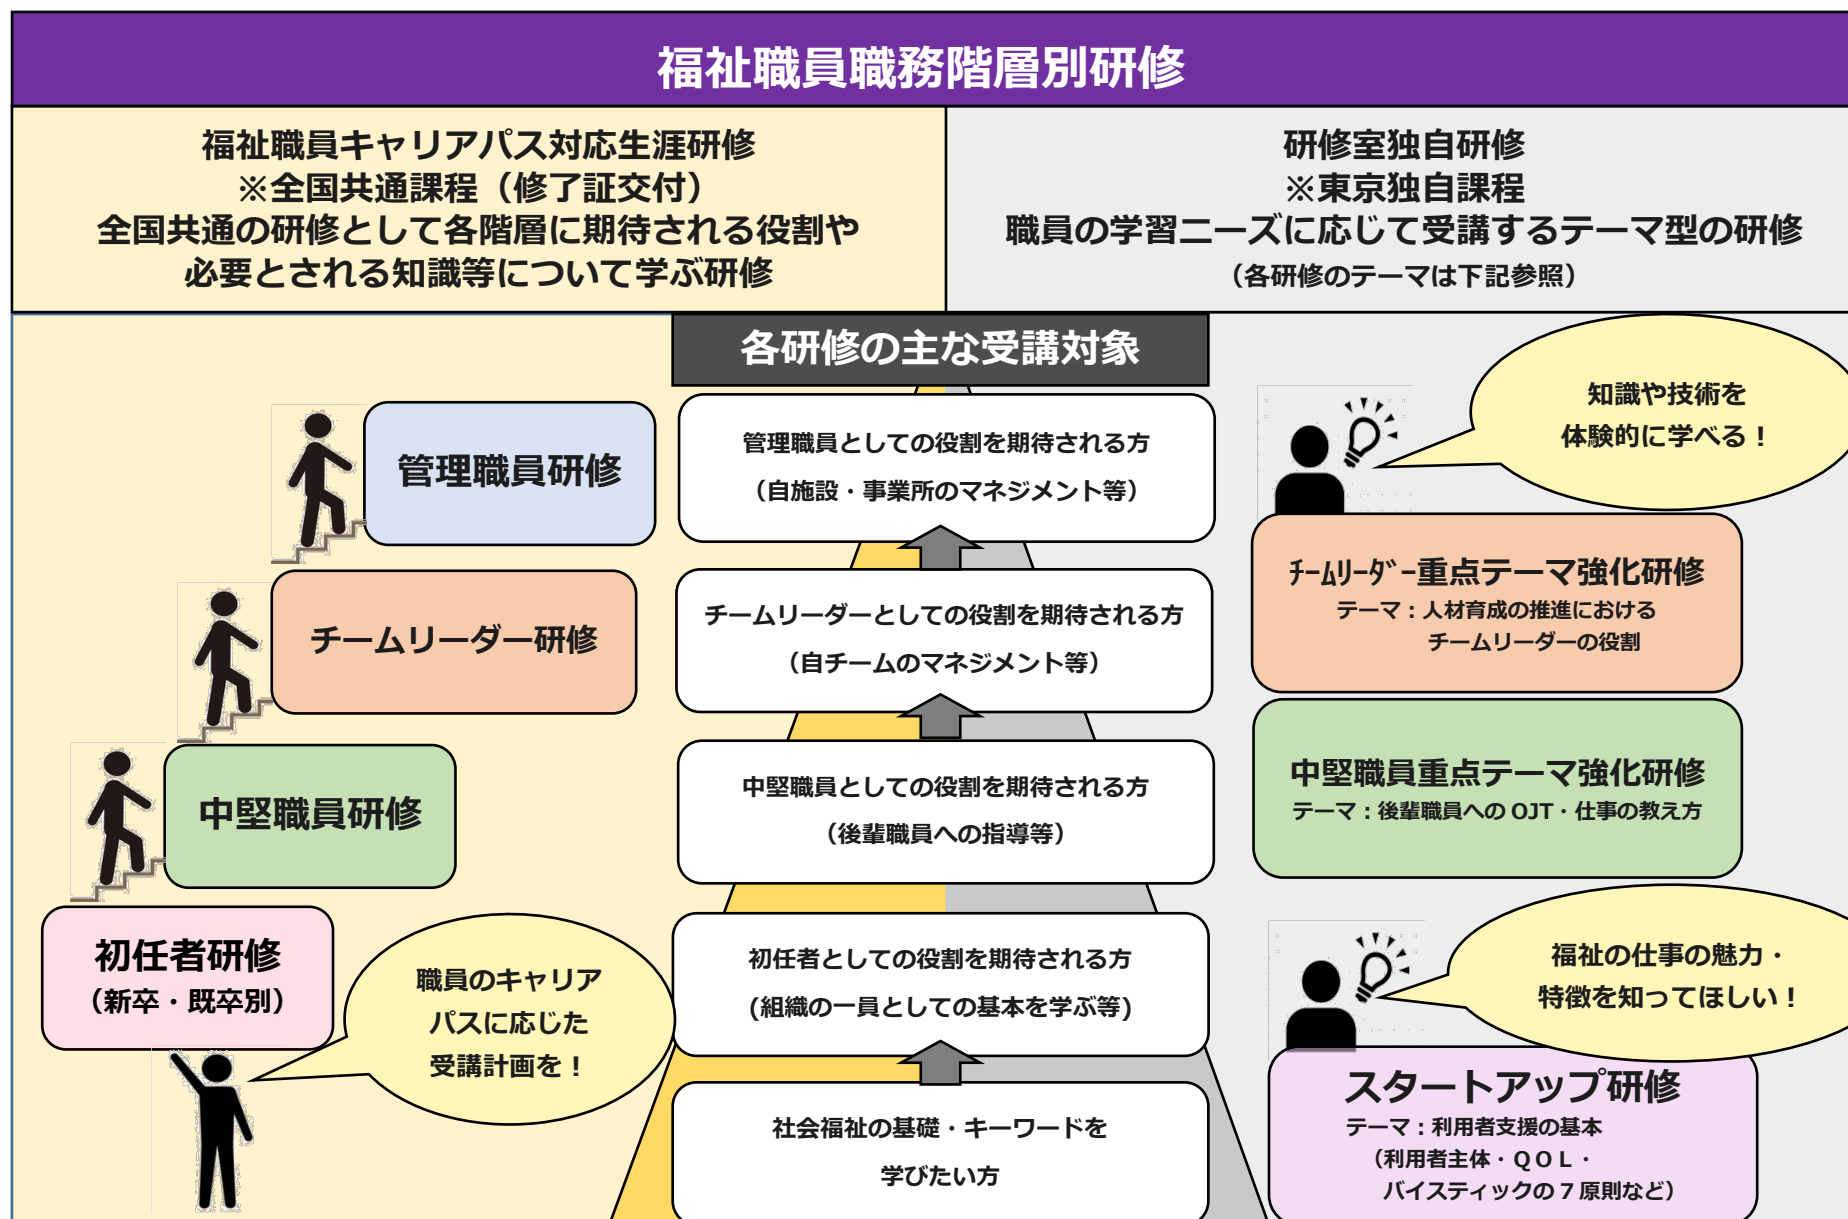 福祉職員職務階層別研修
福祉職員キャリアパス対応生涯研修
※全国共通課程（修了証交付）
全国共通の研修として各階層に期待される役割や
必要とされる知識等について学ぶ研修
研修室独自研修
※東京独自課程
職員の学習ニーズに応じて受講するテーマ型の研修
（各研修のテーマは下記参照）
各研修の主な受講対象
管理職員研修
管理職員としての役割を期待される方
（自施設・事業所のマネジメント等）
知識や技術を
体験的に学べる！
チームリーダー研修
チームリーダーとしての役割を期待される方
（自チームのマネジメント等）
ﾁｰﾑﾘｰﾀﾞｰ重点テーマ強化研修
テーマ：人材育成の推進における
チームリーダーの役割
中堅職員研修
中堅職員としての役割を期待される方
（後輩職員への指導等）
中堅職員重点テーマ強化研修
テーマ：後輩職員への OJT・仕事の教え方
初任者研修
（新卒・既卒別）
職員のキャリア
パスに応じた
受講計画を！
初任者としての役割を期待される方
(組織の一員としての基本を学ぶ等)
福祉の仕事の魅力・
特徴を知ってほしい！
社会福祉の基礎・キーワードを
学びたい方
スタートアップ研修
テーマ：利用者支援の基本
（利用者主体・ＱＯＬ・
バイスティックの７原則など）